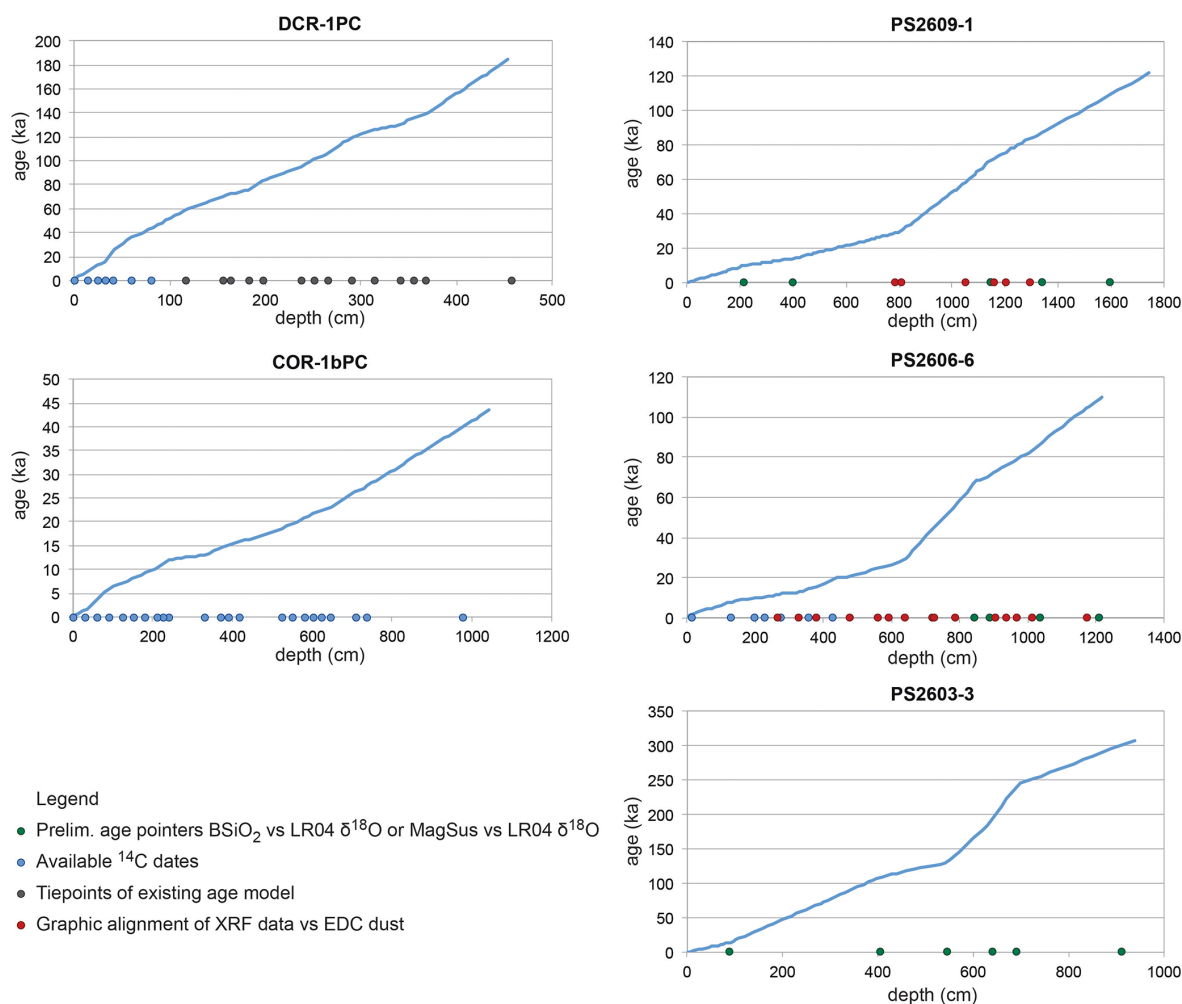 DCR-1PC
200
180
160
140
120
100
80
60
40
20
0
age (ka)
0 100 200 300 400 500
depth (cm)
PS2609-1
140
120
100
80
60
40
20
0
age (ka)
0 200 400 600 800 1000 1200 1400 1600 1800
depth (cm)
COR-1bPC
50
45
40
35
30
25
20
15
10
5
0
age (ka)
0 200 400 600 800 1000 1200
depth (cm)
PS2606-6
120
100
80
60
40
20
0
age (ka)
0 200 400 600 800 1000 1200 1400
depth (cm)
PS2603-3
350
300
250
200
150
100
50
0
age (ka)
0 200 400 600 800 1000
depth (cm)
Legend
Prelim. age pointers BSiO₂ vs LR04 δ¹⁸O or MagSus vs LR04 δ¹⁸O
Available ¹⁴C dates
Tiepoints of existing age model
Graphic alignment of XRF data vs EDC dust